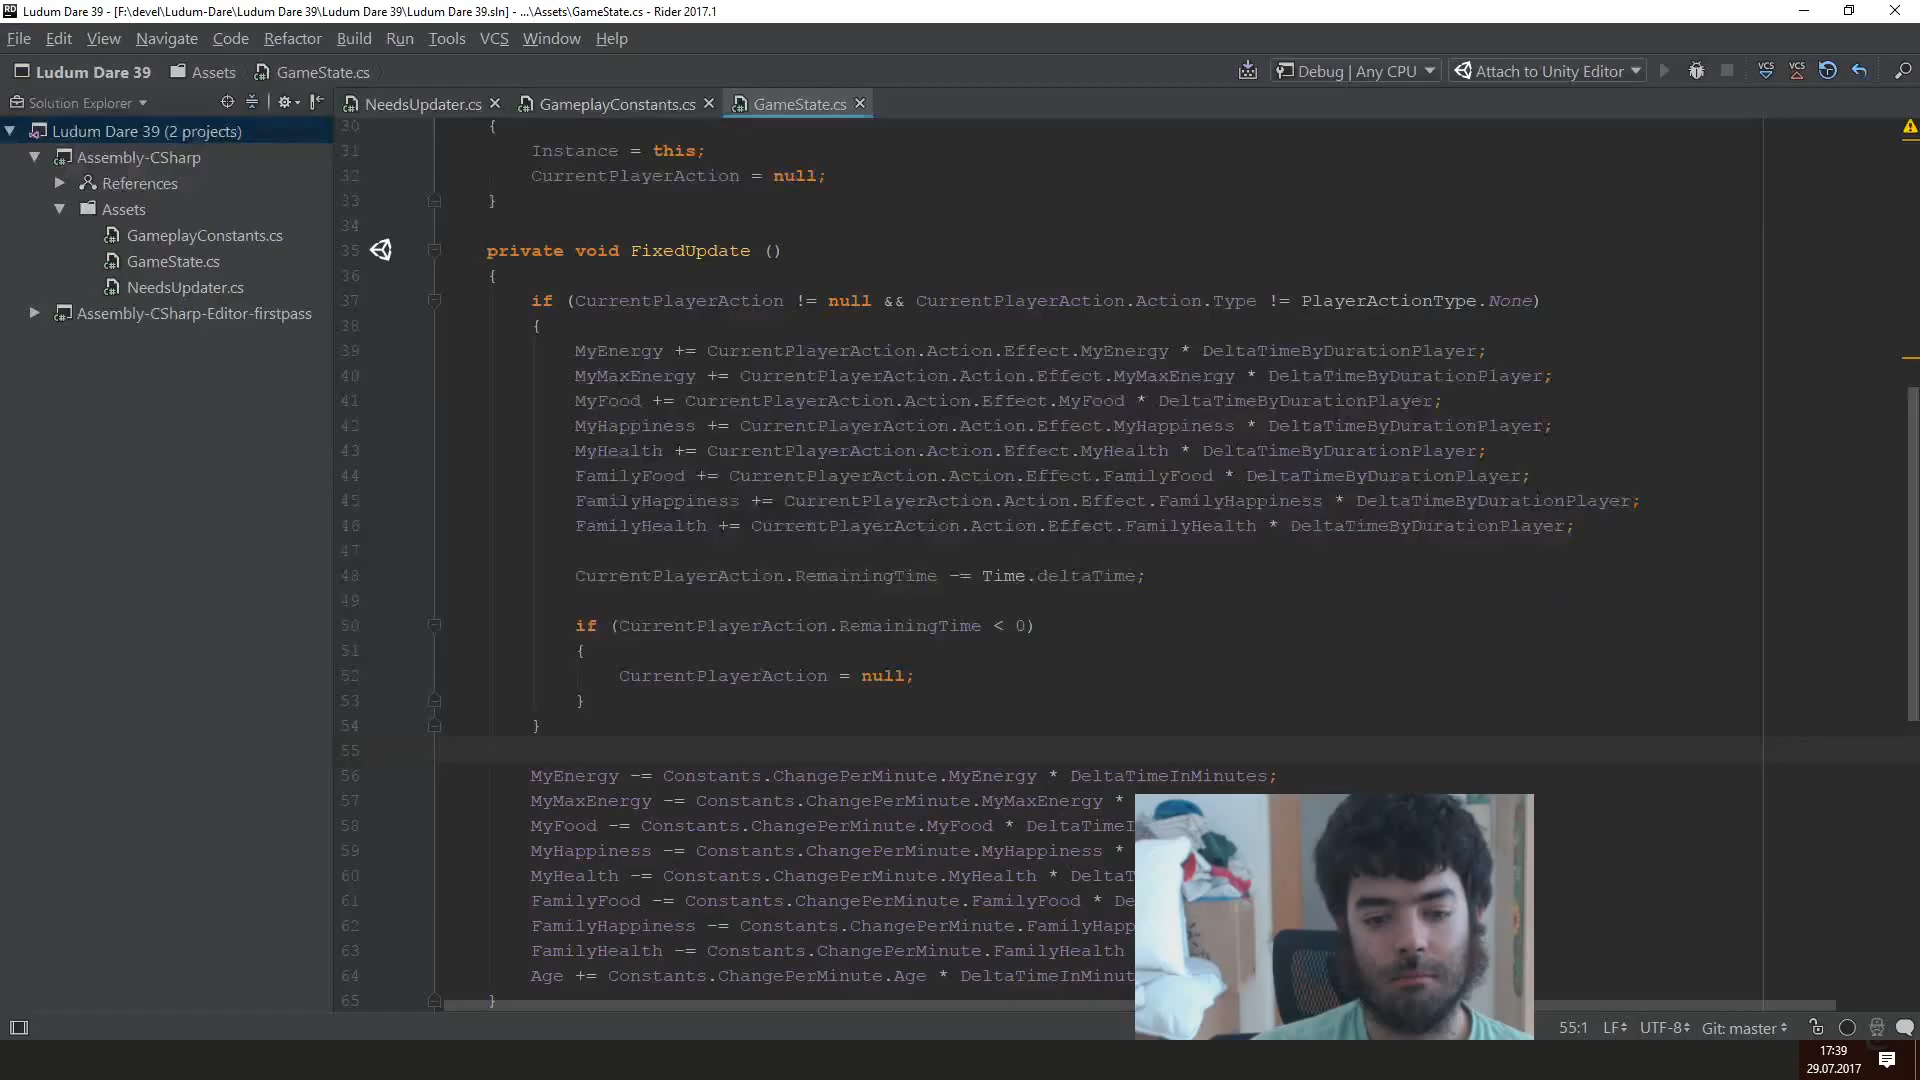 Ludum Dare 39 - [F:\devel\Ludum-Dare\Ludum Dare 39\Ludum Dare 39\Ludum Dare 39.sln] - ...\Assets\GameState.cs - Rider 2017.1
File Edit View Navigate Code Refactor Build Run Tools VCS Window Help
Ludum Dare 39 Assets GameState.cs
Debug | Any CPU Attach to Unity Editor VCS VCS
Solution Explorer
NeedsUpdater.cs GameplayConstants.cs GameState.cs
Ludum Dare 39 (2 projects)
Assembly-CSharp
References
Assets
GameplayConstants.cs
GameState.cs
NeedsUpdater.cs
Assembly-CSharp-Editor-firstpass
30 {
31 Instance = this;
32 CurrentPlayerAction = null;
33 }
34
35 private void FixedUpdate ()
36 {
37 if (CurrentPlayerAction != null && CurrentPlayerAction.Action.Type != PlayerActionType.None)
38 {
39 MyEnergy += CurrentPlayerAction.Action.Effect.MyEnergy * DeltaTimeByDurationPlayer;
40 MyMaxEnergy += CurrentPlayerAction.Action.Effect.MyMaxEnergy * DeltaTimeByDurationPlayer;
41 MyFood += CurrentPlayerAction.Action.Effect.MyFood * DeltaTimeByDurationPlayer;
42 MyHappiness += CurrentPlayerAction.Action.Effect.MyHappiness * DeltaTimeByDurationPlayer;
43 MyHealth += CurrentPlayerAction.Action.Effect.MyHealth * DeltaTimeByDurationPlayer;
44 FamilyFood += CurrentPlayerAction.Action.Effect.FamilyFood * DeltaTimeByDurationPlayer;
45 FamilyHappiness += CurrentPlayerAction.Action.Effect.FamilyHappiness * DeltaTimeByDurationPlayer;
46 FamilyHealth += CurrentPlayerAction.Action.Effect.FamilyHealth * DeltaTimeByDurationPlayer;
47
48 CurrentPlayerAction.RemainingTime -= Time.deltaTime;
49
50 if (CurrentPlayerAction.RemainingTime < 0)
51 {
52 CurrentPlayerAction = null;
53 }
54 }
55
56 MyEnergy -= Constants.ChangePerMinute.MyEnergy * DeltaTimeInMinutes;
57 MyMaxEnergy -= Constants.ChangePerMinute.MyMaxEnergy *
58 MyFood -= Constants.ChangePerMinute.MyFood * DeltaTimeI
59 MyHappiness -= Constants.ChangePerMinute.MyHappiness *
60 MyHealth -= Constants.ChangePerMinute.MyHealth * DeltaT
61 FamilyFood -= Constants.ChangePerMinute.FamilyFood * De
62 FamilyHappiness -= Constants.ChangePerMinute.FamilyHapp
63 FamilyHealth -= Constants.ChangePerMinute.FamilyHealth
64 Age += Constants.ChangePerMinute.Age * DeltaTimeInMinut
65 }
55:1 LF UTF-8 Git: master
17:39
29.07.2017